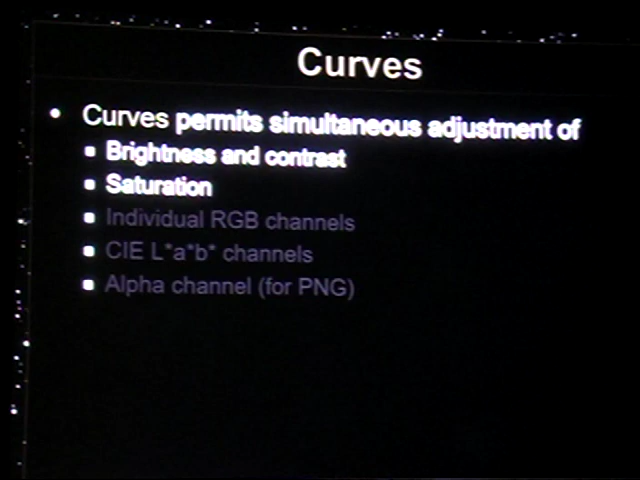 Curves
• Curves permits simultaneous adjustment of
▪ Brightness and contrast
▪ Saturation
▪ Individual RGB channels
▪ CIE L*a*b* channels
▪ Alpha channel (for PNG)